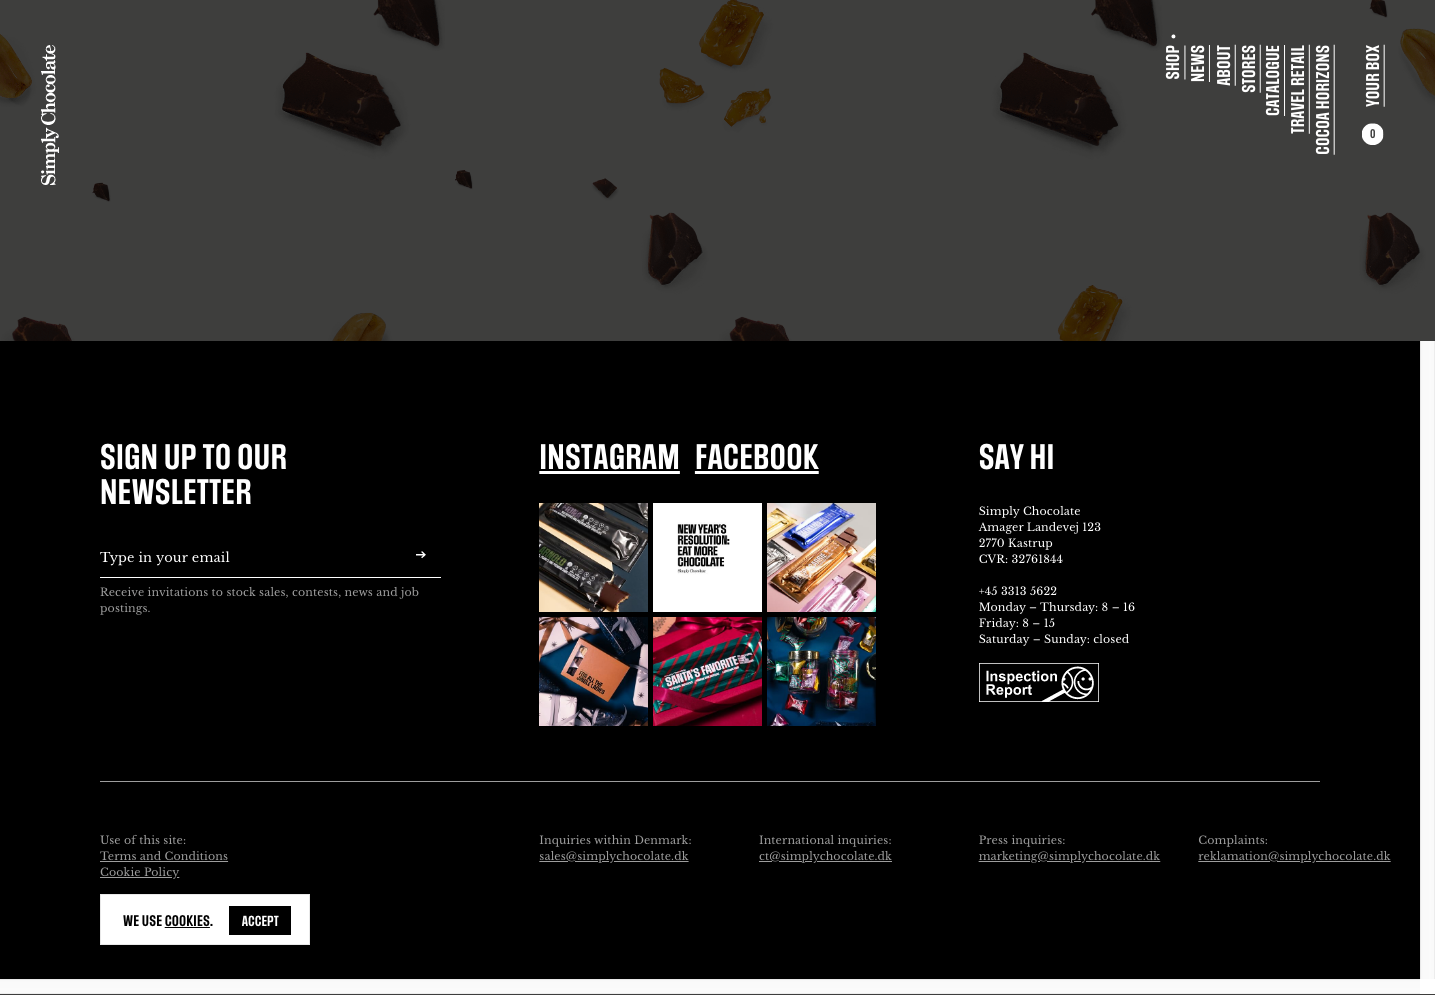 Simply Chocolate
SHOP
NEWS
ABOUT
STORES
CATALOGUE
TRAVEL RETAIL
COCOA HORIZONS
YOUR BOX
0
SIGN UP TO OUR
NEWSLETTER
Type in your email
Receive invitations to stock sales, contests, news and job
postings.
INSTAGRAM FACEBOOK
NEW YEAR'S
RESOLUTION:
EAT MORE
CHOCOLATE
Simply Chocolate
FOR ALL THE
JINGLE LADIES
SANTA'S FAVORITE
SAY HI
Simply Chocolate
Amager Landevej 123
2770 Kastrup
CVR: 32761844
+45 3313 5622
Monday – Thursday: 8 – 16
Friday: 8 – 15
Saturday – Sunday: closed
Inspection
Report
Use of this site:
Terms and Conditions
Cookie Policy
Inquiries within Denmark:
sales@simplychocolate.dk
International inquiries:
ct@simplychocolate.dk
Press inquiries:
marketing@simplychocolate.dk
Complaints:
reklamation@simplychocolate.dk
WE USE COOKIES.
ACCEPT